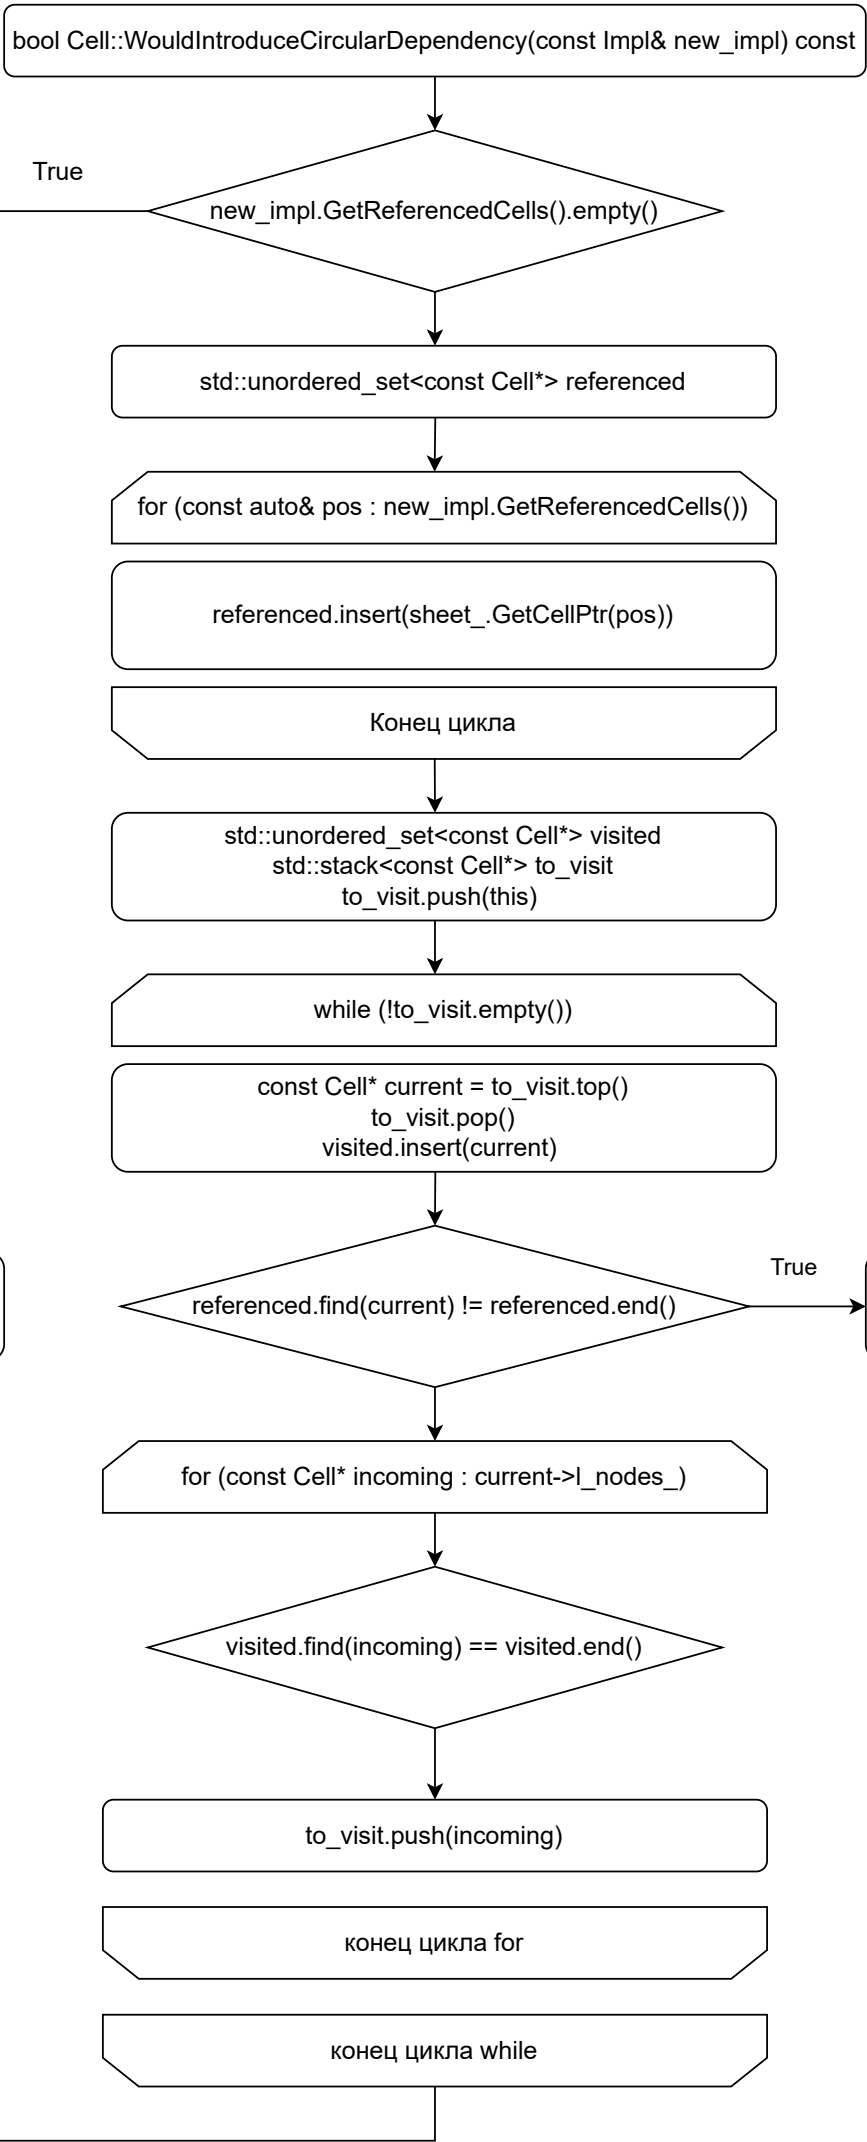 bool Cell::WouldIntroduceCircularDependency(const Impl& new_impl) const
True
new_impl.GetReferencedCells().empty()
std::unordered_set<const Cell*> referenced
for (const auto& pos : new_impl.GetReferencedCells())
referenced.insert(sheet_.GetCellPtr(pos))
Конец цикла
std::unordered_set<const Cell*> visited
std::stack<const Cell*> to_visit
to_visit.push(this)
while (!to_visit.empty())
const Cell* current = to_visit.top()
to_visit.pop()
visited.insert(current)
True
referenced.find(current) != referenced.end()
for (const Cell* incoming : current->l_nodes_)
visited.find(incoming) == visited.end()
to_visit.push(incoming)
конец цикла for
конец цикла while